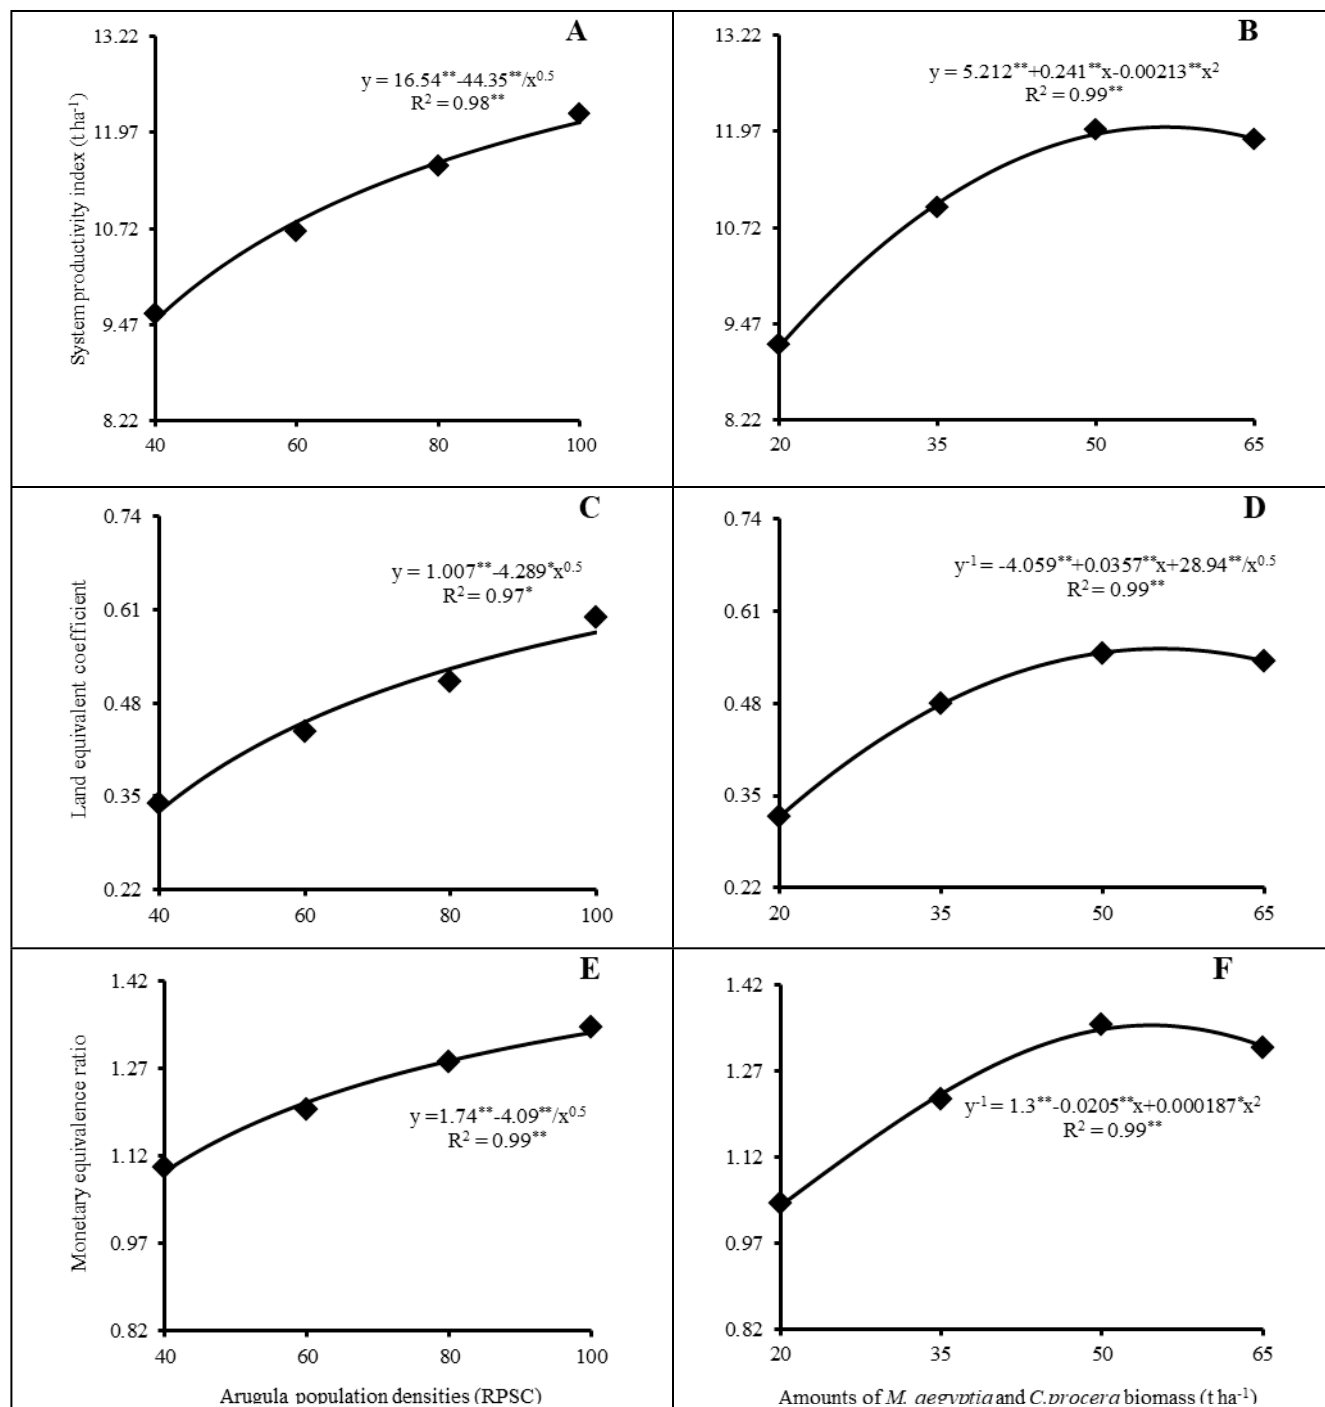 A
13.22
y = 16.54**-44.35**/x^0.5
R² = 0.98**
11.97
10.72
9.47
8.22
40 60 80 100
System productivity index (t ha⁻¹)
B
13.22
y = 5.212**+0.241**x-0.00213**x²
R² = 0.99**
11.97
10.72
9.47
8.22
20 35 50 65
C
0.74
y = 1.007**-4.289*x^0.5
R² = 0.97*
0.61
0.48
0.35
0.22
40 60 80 100
Land equivalent coefficient
D
0.74
y⁻¹ = -4.059**+0.0357**x+28.94**/x^0.5
R² = 0.99**
0.61
0.48
0.35
0.22
20 35 50 65
E
1.42
1.27
y =1.74**-4.09**/x^0.5
R² = 0.99**
1.12
0.97
0.82
40 60 80 100
Monetary equivalence ratio
Arugula population densities (RPSC)
F
1.42
1.27
y⁻¹ = 1.3**-0.0205**x+0.000187*x²
R² = 0.99**
1.12
0.97
0.82
20 35 50 65
Amounts of M. aegyptia and C.procera biomass (t ha⁻¹)